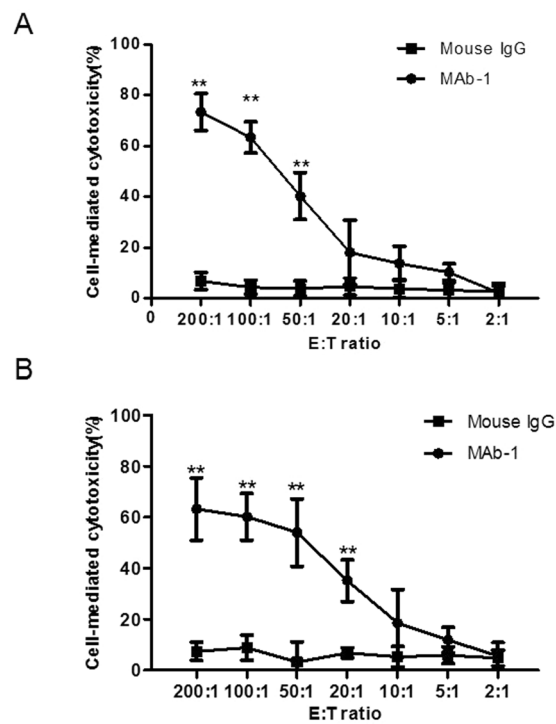 A
Cell-mediated cytotoxicity(%)
100
80
60
40
20
0
** ** **
Mouse IgG
MAb-1
0 200:1 100:1 50:1 20:1 10:1 5:1 2:1
E:T ratio
B
Cell-mediated cytotoxicity(%)
100
80
60
40
20
0
** ** ** **
Mouse IgG
MAb-1
200:1 100:1 50:1 20:1 10:1 5:1 2:1
E:T ratio